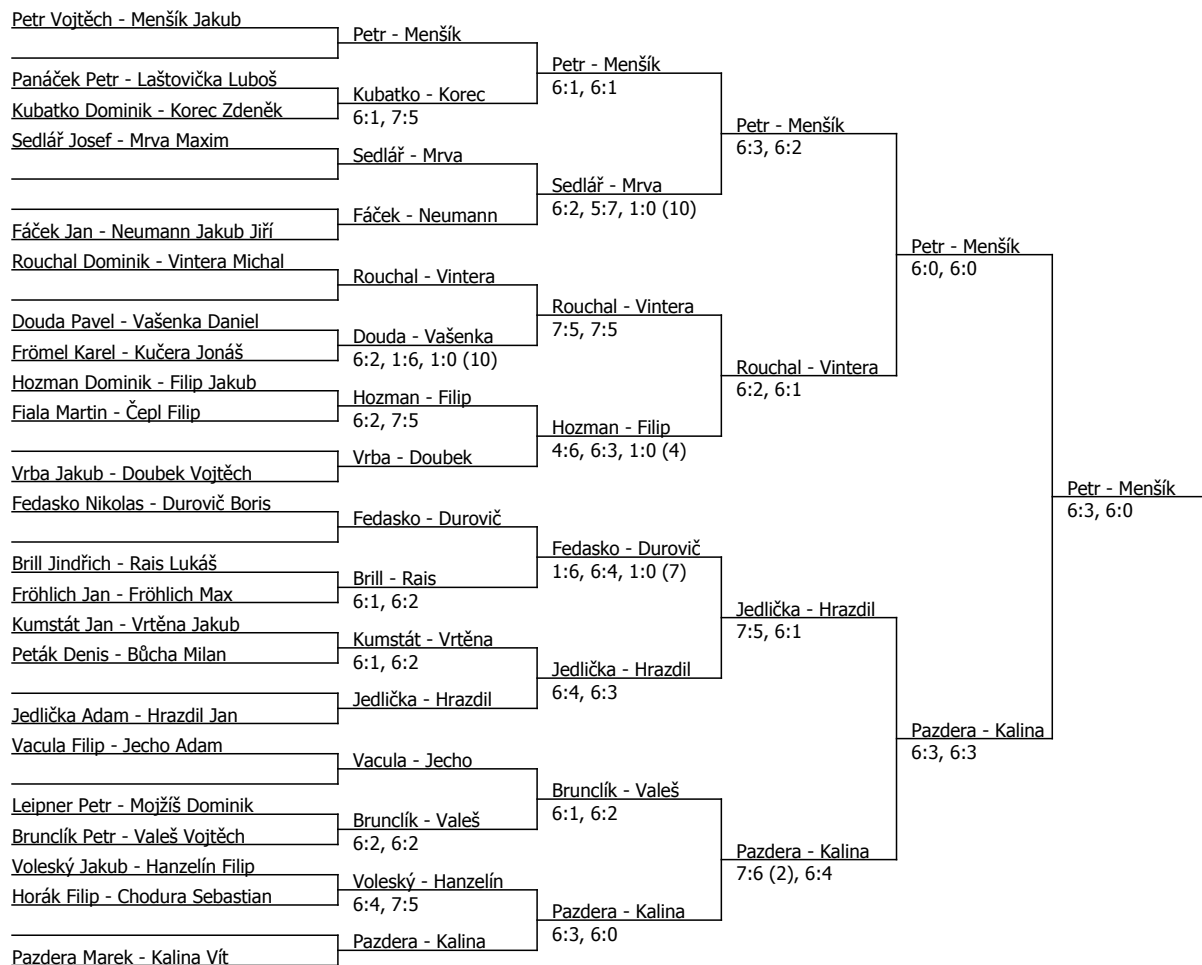 Petr Vojtěch - Menšík Jakub
Petr - Menšík
Petr - Menšík
6:1, 6:1
Panáček Petr - Laštovička Luboš
Kubatko - Korec
6:1, 7:5
Kubatko Dominik - Korec Zdeněk
Petr - Menšík
6:3, 6:2
Sedlář Josef - Mrva Maxim
Sedlář - Mrva
Sedlář - Mrva
6:2, 5:7, 1:0 (10)
Fáček - Neumann
Fáček Jan - Neumann Jakub Jiří
Petr - Menšík
6:0, 6:0
Rouchal Dominik - Vintera Michal
Rouchal - Vintera
Rouchal - Vintera
7:5, 7:5
Douda Pavel - Vašenka Daniel
Douda - Vašenka
6:2, 1:6, 1:0 (10)
Frömel Karel - Kučera Jonáš
Rouchal - Vintera
6:2, 6:1
Hozman Dominik - Filip Jakub
Hozman - Filip
6:2, 7:5
Fiala Martin - Čepl Filip
Hozman - Filip
4:6, 6:3, 1:0 (4)
Vrba - Doubek
Vrba Jakub - Doubek Vojtěch
Petr - Menšík
6:3, 6:0
Fedasko Nikolas - Durovič Boris
Fedasko - Durovič
Fedasko - Durovič
1:6, 6:4, 1:0 (7)
Brill Jindřich - Rais Lukáš
Brill - Rais
6:1, 6:2
Fröhlich Jan - Fröhlich Max
Jedlička - Hrazdil
7:5, 6:1
Kumstát Jan - Vrtěna Jakub
Kumstát - Vrtěna
6:1, 6:2
Peták Denis - Bůcha Milan
Jedlička - Hrazdil
6:4, 6:3
Jedlička - Hrazdil
Jedlička Adam - Hrazdil Jan
Pazdera - Kalina
6:3, 6:3
Vacula Filip - Jecho Adam
Vacula - Jecho
Brunclík - Valeš
6:1, 6:2
Leipner Petr - Mojžíš Dominik
Brunclík - Valeš
6:2, 6:2
Brunclík Petr - Valeš Vojtěch
Pazdera - Kalina
7:6 (2), 6:4
Voleský Jakub - Hanzelín Filip
Voleský - Hanzelín
6:4, 7:5
Horák Filip - Chodura Sebastian
Pazdera - Kalina
6:3, 6:0
Pazdera - Kalina
Pazdera Marek - Kalina Vít